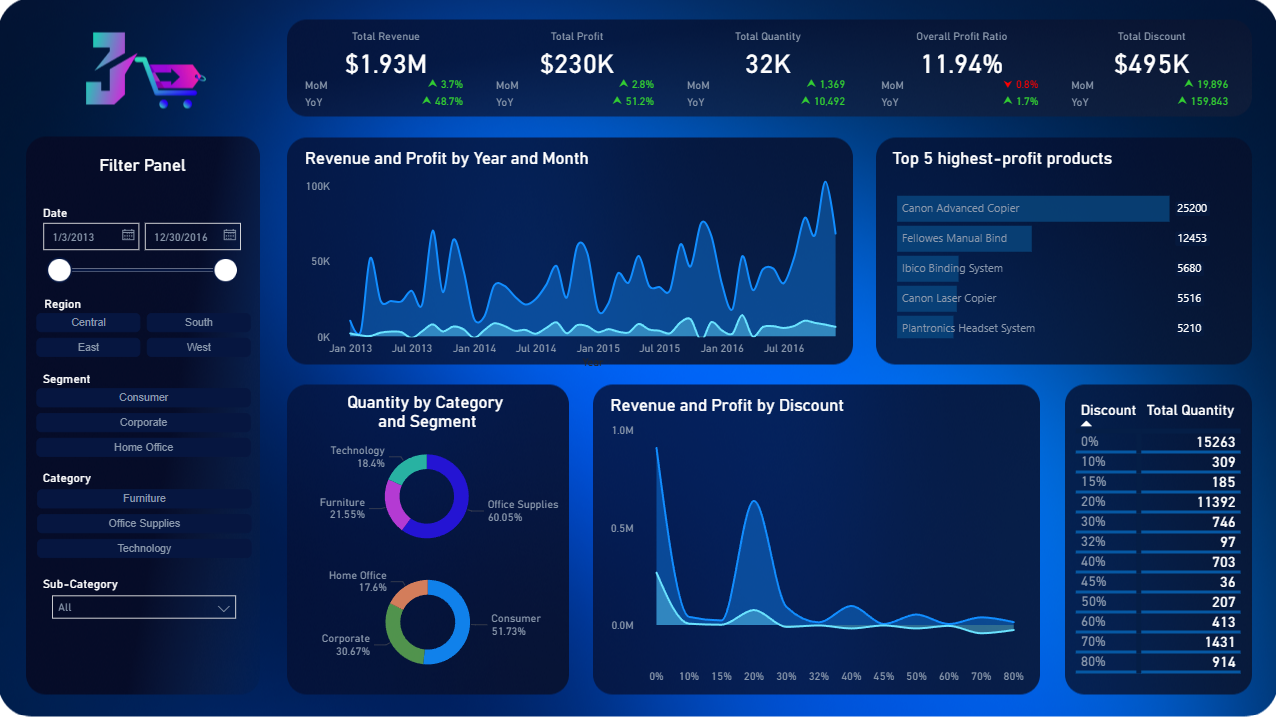 Total Revenue
$1.93M
MoM 3.7%
YoY 48.7%
Total Profit
$230K
MoM 2.8%
YoY 51.2%
Total Quantity
32K
MoM 1,369
YoY 10,492
Overall Profit Ratio
11.94%
MoM 0.8%
YoY 1.7%
Total Discount
$495K
MoM 19,896
YoY 159,843
Filter Panel
Date
1/3/2013 12/30/2016
Region
Central South
East West
Segment
Consumer
Corporate
Home Office
Category
Furniture
Office Supplies
Technology
Sub-Category
All
Revenue and Profit by Year and Month
100K
50K
0K
Jan 2013 Jul 2013 Jan 2014 Jul 2014 Jan 2015 Jul 2015 Jan 2016 Jul 2016
Top 5 highest-profit products
Canon Advanced Copier 25200
Fellowes Manual Bind 12453
Ibico Binding System 5680
Canon Laser Copier 5516
Plantronics Headset System 5210
Quantity by Category
and Segment
Technology
18.4%
Furniture
21.55%
Office Supplies
60.05%
Home Office
17.6%
Consumer
51.73%
Corporate
30.67%
Revenue and Profit by Discount
1.0M
0.5M
0.0M
0% 10% 15% 20% 30% 32% 40% 45% 50% 60% 70% 80%
Discount Total Quantity
0% 15263
10% 309
15% 185
20% 11392
30% 746
32% 97
40% 703
45% 36
50% 207
60% 413
70% 1431
80% 914